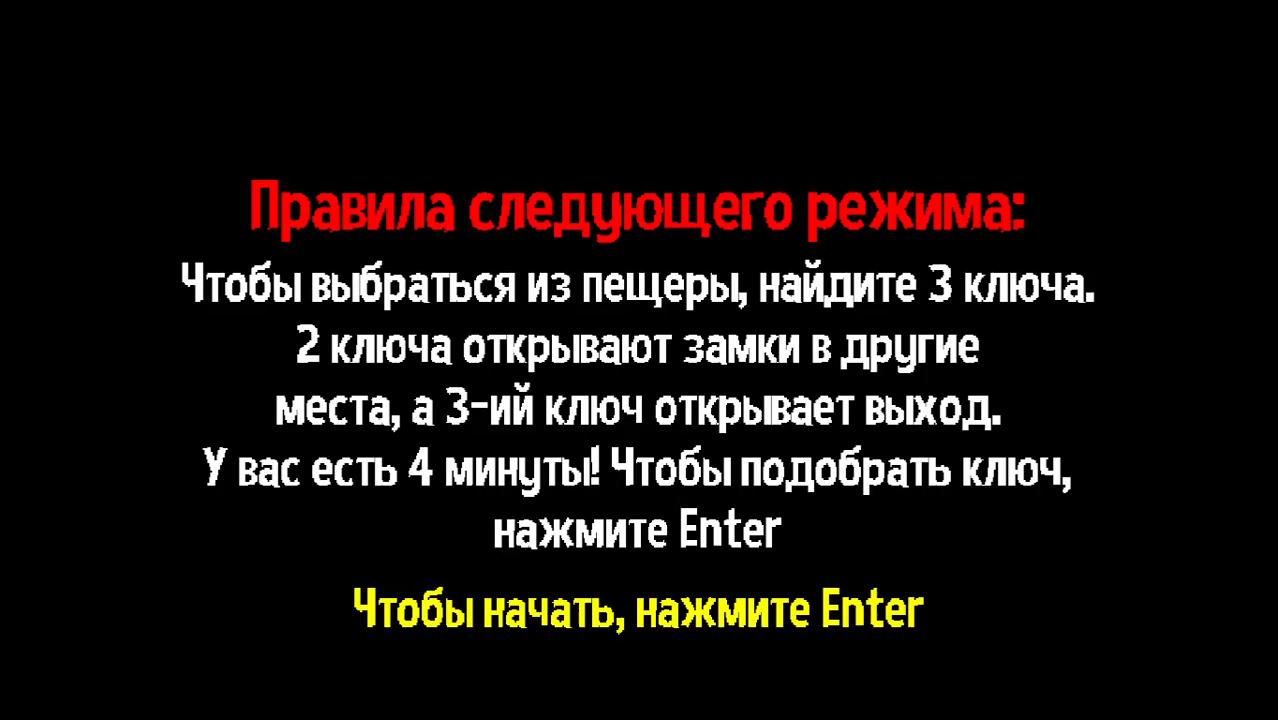 Правила следующего режима:
Чтобы выбраться из пещеры, найдите 3 ключа.
2 ключа открывают замки в другие
места, а 3-ий ключ открывает выход.
У вас есть 4 минуты! Чтобы подобрать ключ,
нажмите Enter
Чтобы начать, нажмите Enter